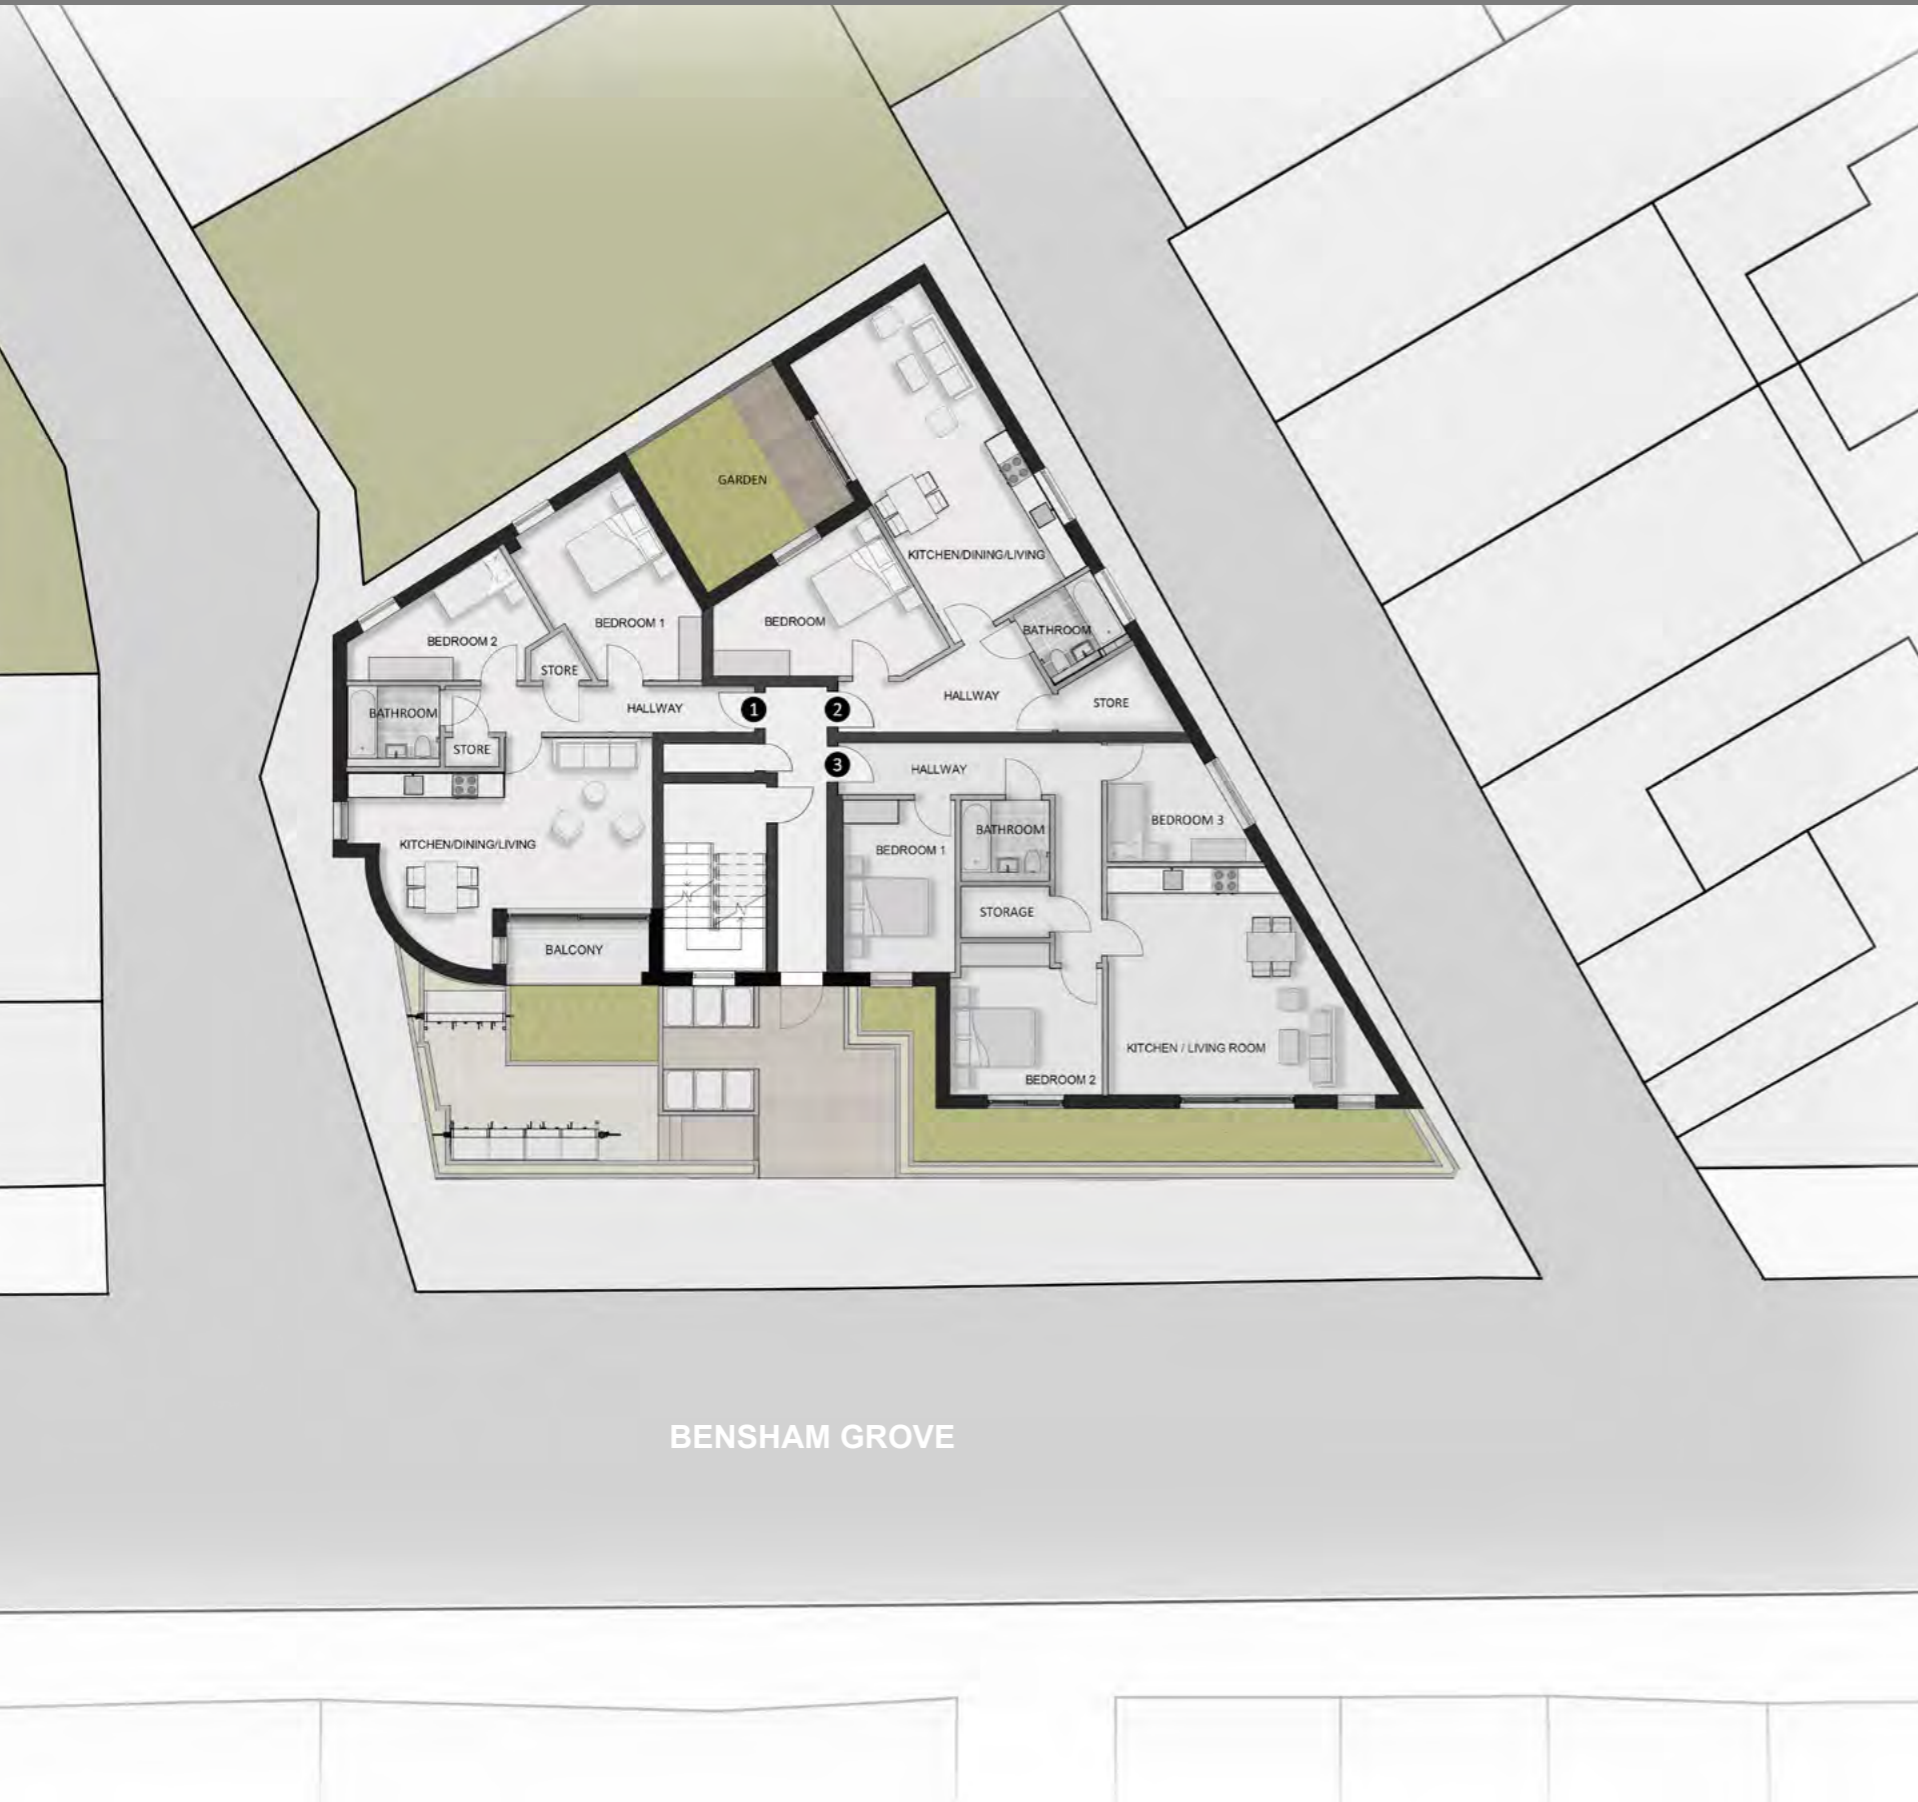 GARDEN
KITCHEN/DINING/LIVING
BEDROOM 1
BEDROOM
BATHROOM
BEDROOM 2
STORE
HALLWAY
STORE
BATHROOM
HALLWAY
1
2
STORE
3
HALLWAY
KITCHEN/DINING/LIVING
BEDROOM 1
BATHROOM
BEDROOM 3
STORAGE
BALCONY
KITCHEN / LIVING ROOM
BEDROOM 2
BENSHAM GROVE